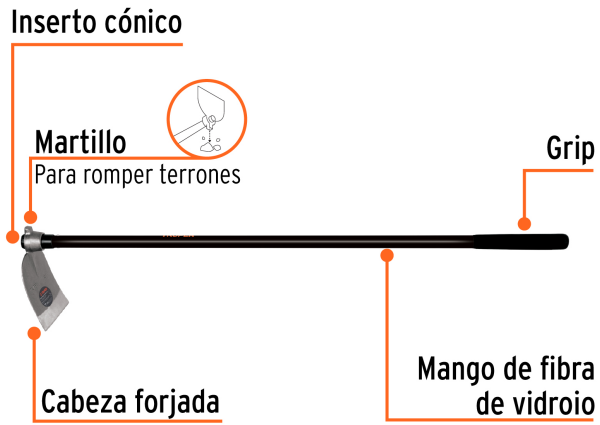 Inserto cónico
Martillo
Para romper terrones
Grip
Mango de fibra
de vidroio
Cabeza forjada